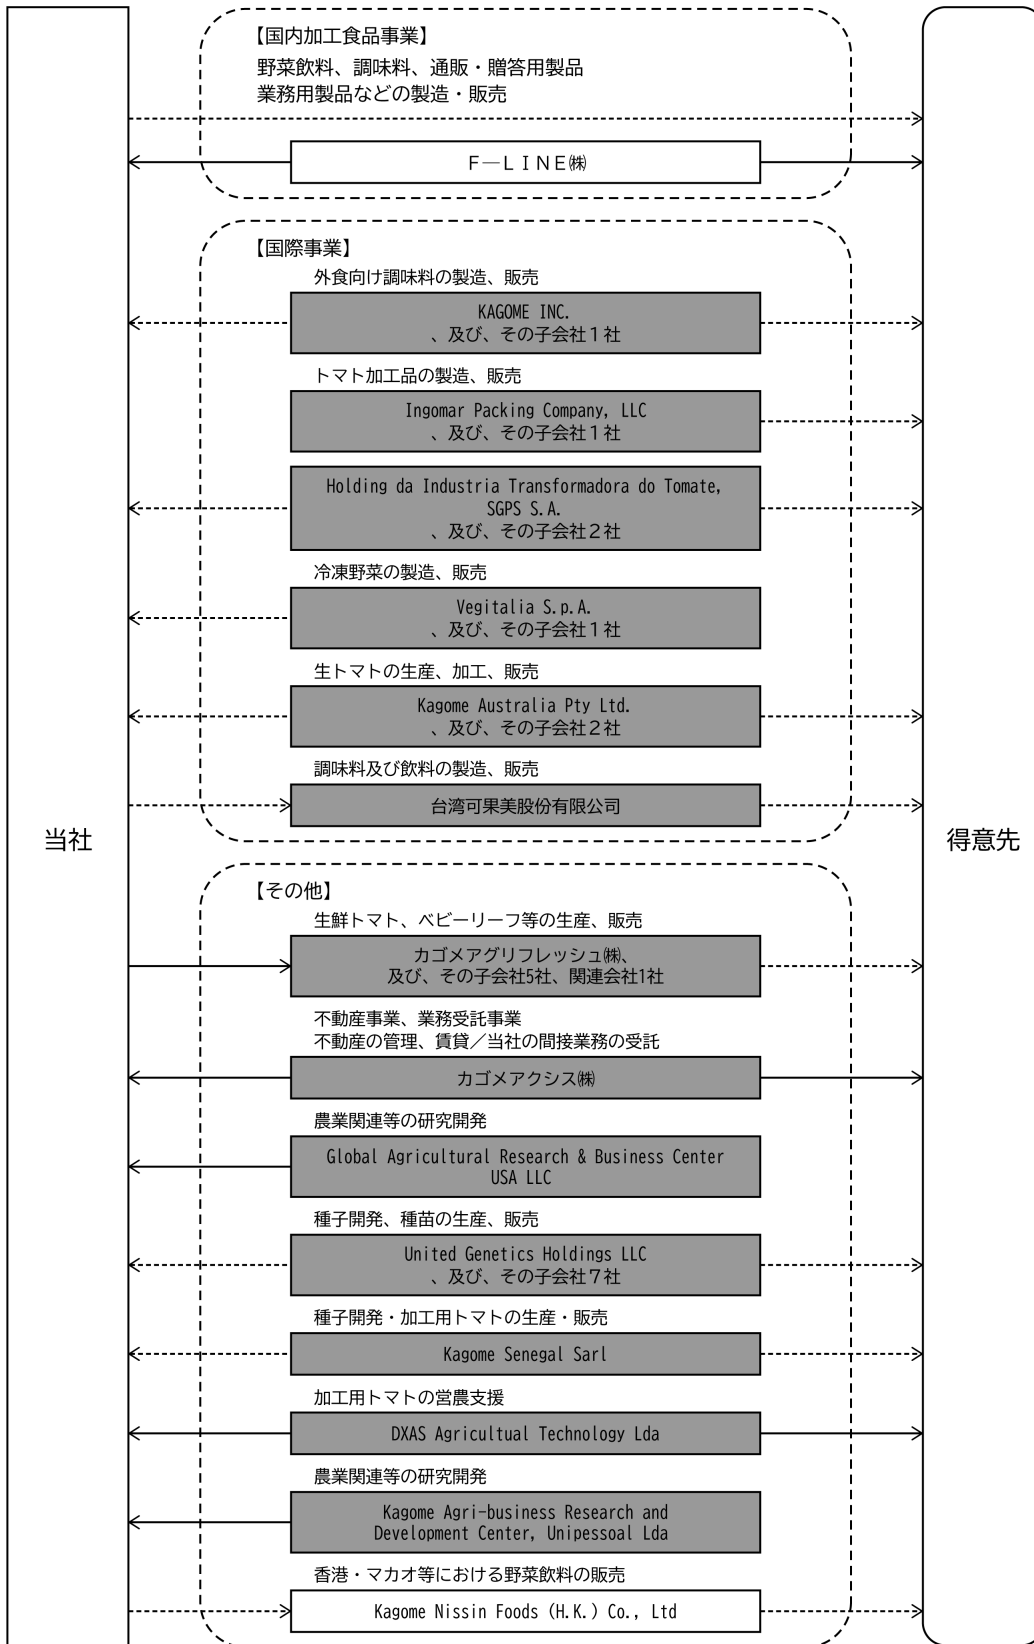 【国内加工食品事業】
野菜飲料、調味料、通販・贈答用製品
業務用製品などの製造・販売
Ｆ―ＬＩＮＥ㈱
【国際事業】
外食向け調味料の製造、販売
KAGOME INC.
、及び、その子会社１社
トマト加工品の製造、販売
Ingomar Packing Company, LLC
、及び、その子会社１社
Holding da Industria Transformadora do Tomate,
SGPS S.A.
、及び、その子会社２社
冷凍野菜の製造、販売
Vegitalia S.p.A.
、及び、その子会社１社
生トマトの生産、加工、販売
Kagome Australia Pty Ltd.
、及び、その子会社２社
調味料及び飲料の製造、販売
台湾可果美股份有限公司
当社
得意先
【その他】
生鮮トマト、ベビーリーフ等の生産、販売
カゴメアグリフレッシュ㈱、
及び、その子会社5社、関連会社1社
不動産事業、業務受託事業
不動産の管理、賃貸／当社の間接業務の受託
カゴメアクシス㈱
農業関連等の研究開発
Global Agricultural Research & Business Center
USA LLC
種子開発、種苗の生産、販売
United Genetics Holdings LLC
、及び、その子会社７社
種子開発・加工用トマトの生産・販売
Kagome Senegal Sarl
加工用トマトの営農支援
DXAS Agricultual Technology Lda
農業関連等の研究開発
Kagome Agri-business Research and
Development Center, Unipessoal Lda
香港・マカオ等における野菜飲料の販売
Kagome Nissin Foods (H.K.) Co., Ltd